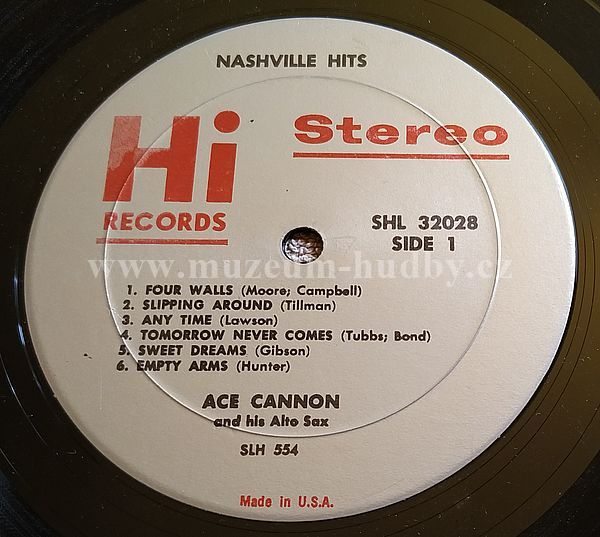 NASHVILLE HITS
Hi Stereo
RECORDS
SHL 32028
SIDE 1
www.muzeum-hudby.cz
1. FOUR WALLS (Moore; Campbell)
2. SLIPPING AROUND (Tillman)
3. ANY TIME (Lawson)
4. TOMORROW NEVER COMES (Tubbs; Bond)
5. SWEET DREAMS (Gibson)
6. EMPTY ARMS (Hunter)
ACE CANNON
and his Alto Sax
SLH 554
Made in U.S.A.